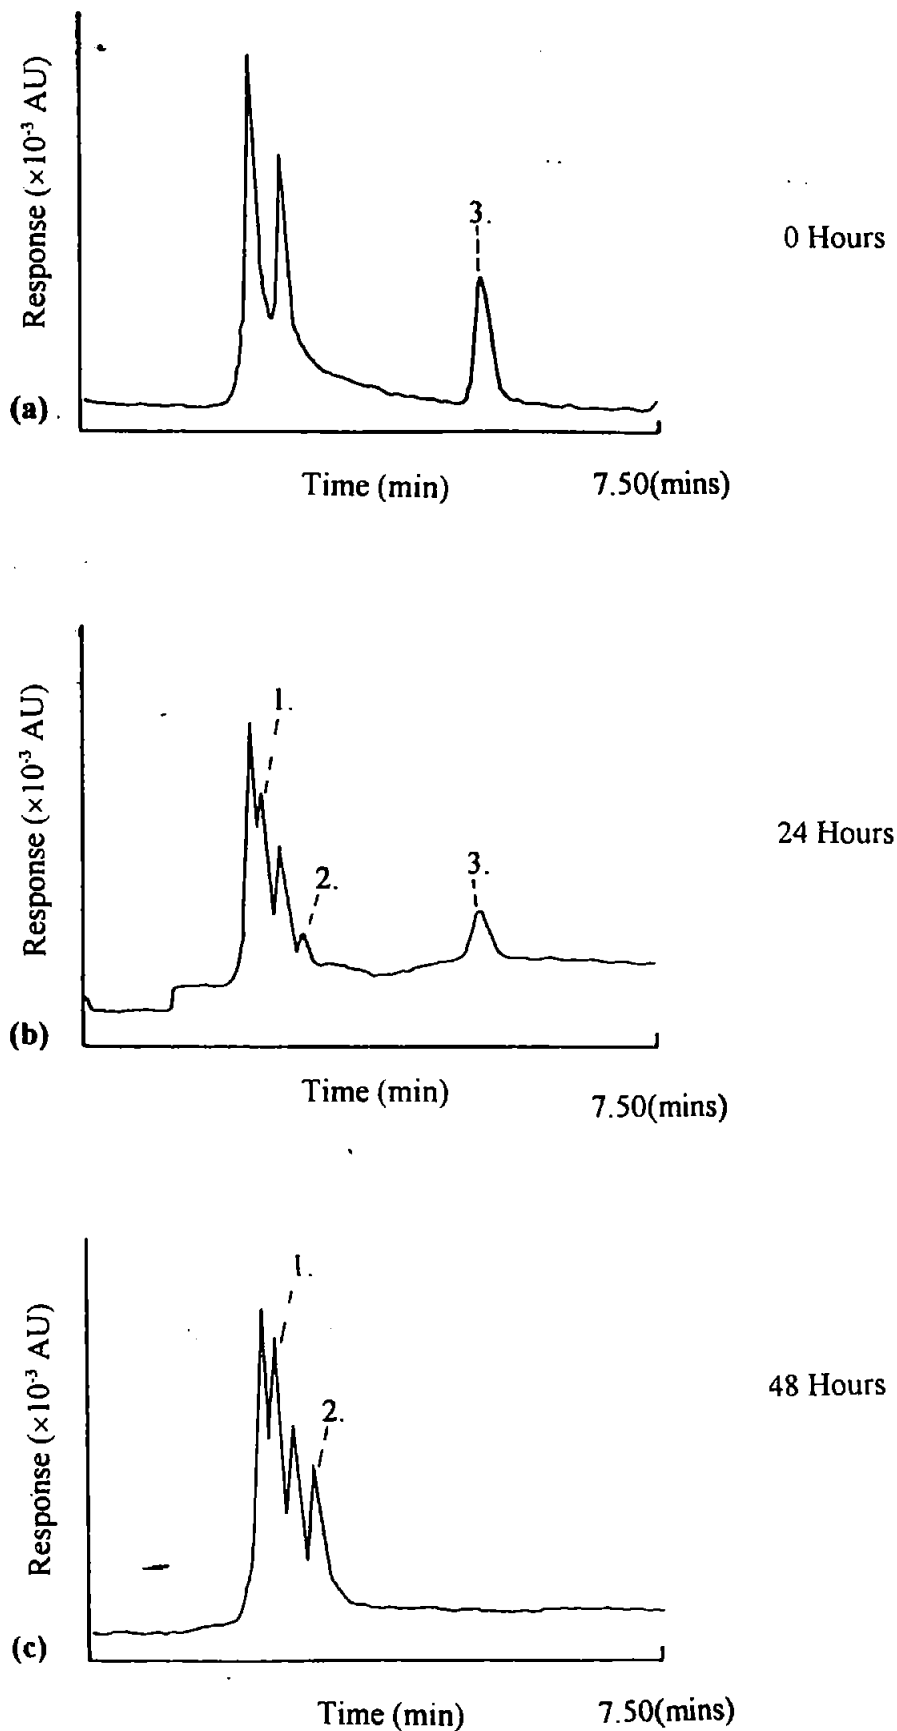 Response (×10⁻³ AU)
3.
0 Hours
(a)
Time (min)
7.50(mins)
Response (×10⁻³ AU)
1.
2.
3.
24 Hours
(b)
Time (min)
7.50(mins)
Response (×10⁻³ AU)
1.
2.
48 Hours
(c)
Time (min)
7.50(mins)